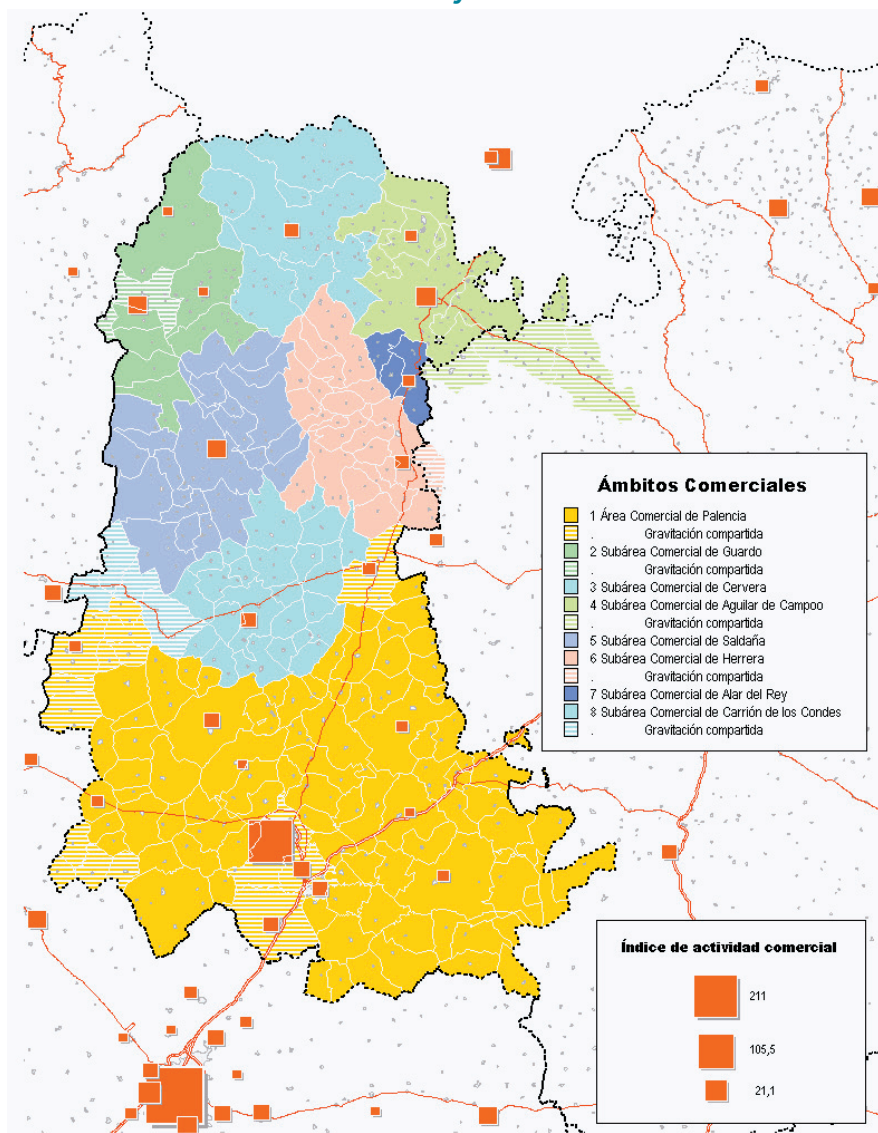 y
Ámbitos Comerciales
1 Área Comercial de Palencia
. Gravitación compartida
2 Subárea Comercial de Guardo
. Gravitación compartida
3 Subárea Comercial de Cervera
4 Subárea Comercial de Aguilar de Campoo
. Gravitación compartida
5 Subárea Comercial de Saldaña
6 Subárea Comercial de Herrera
. Gravitación compartida
7 Subárea Comercial de Alar del Rey
8 Subárea Comercial de Carrión de los Condes
. Gravitación compartida
Índice de actividad comercial
211
105,5
21,1